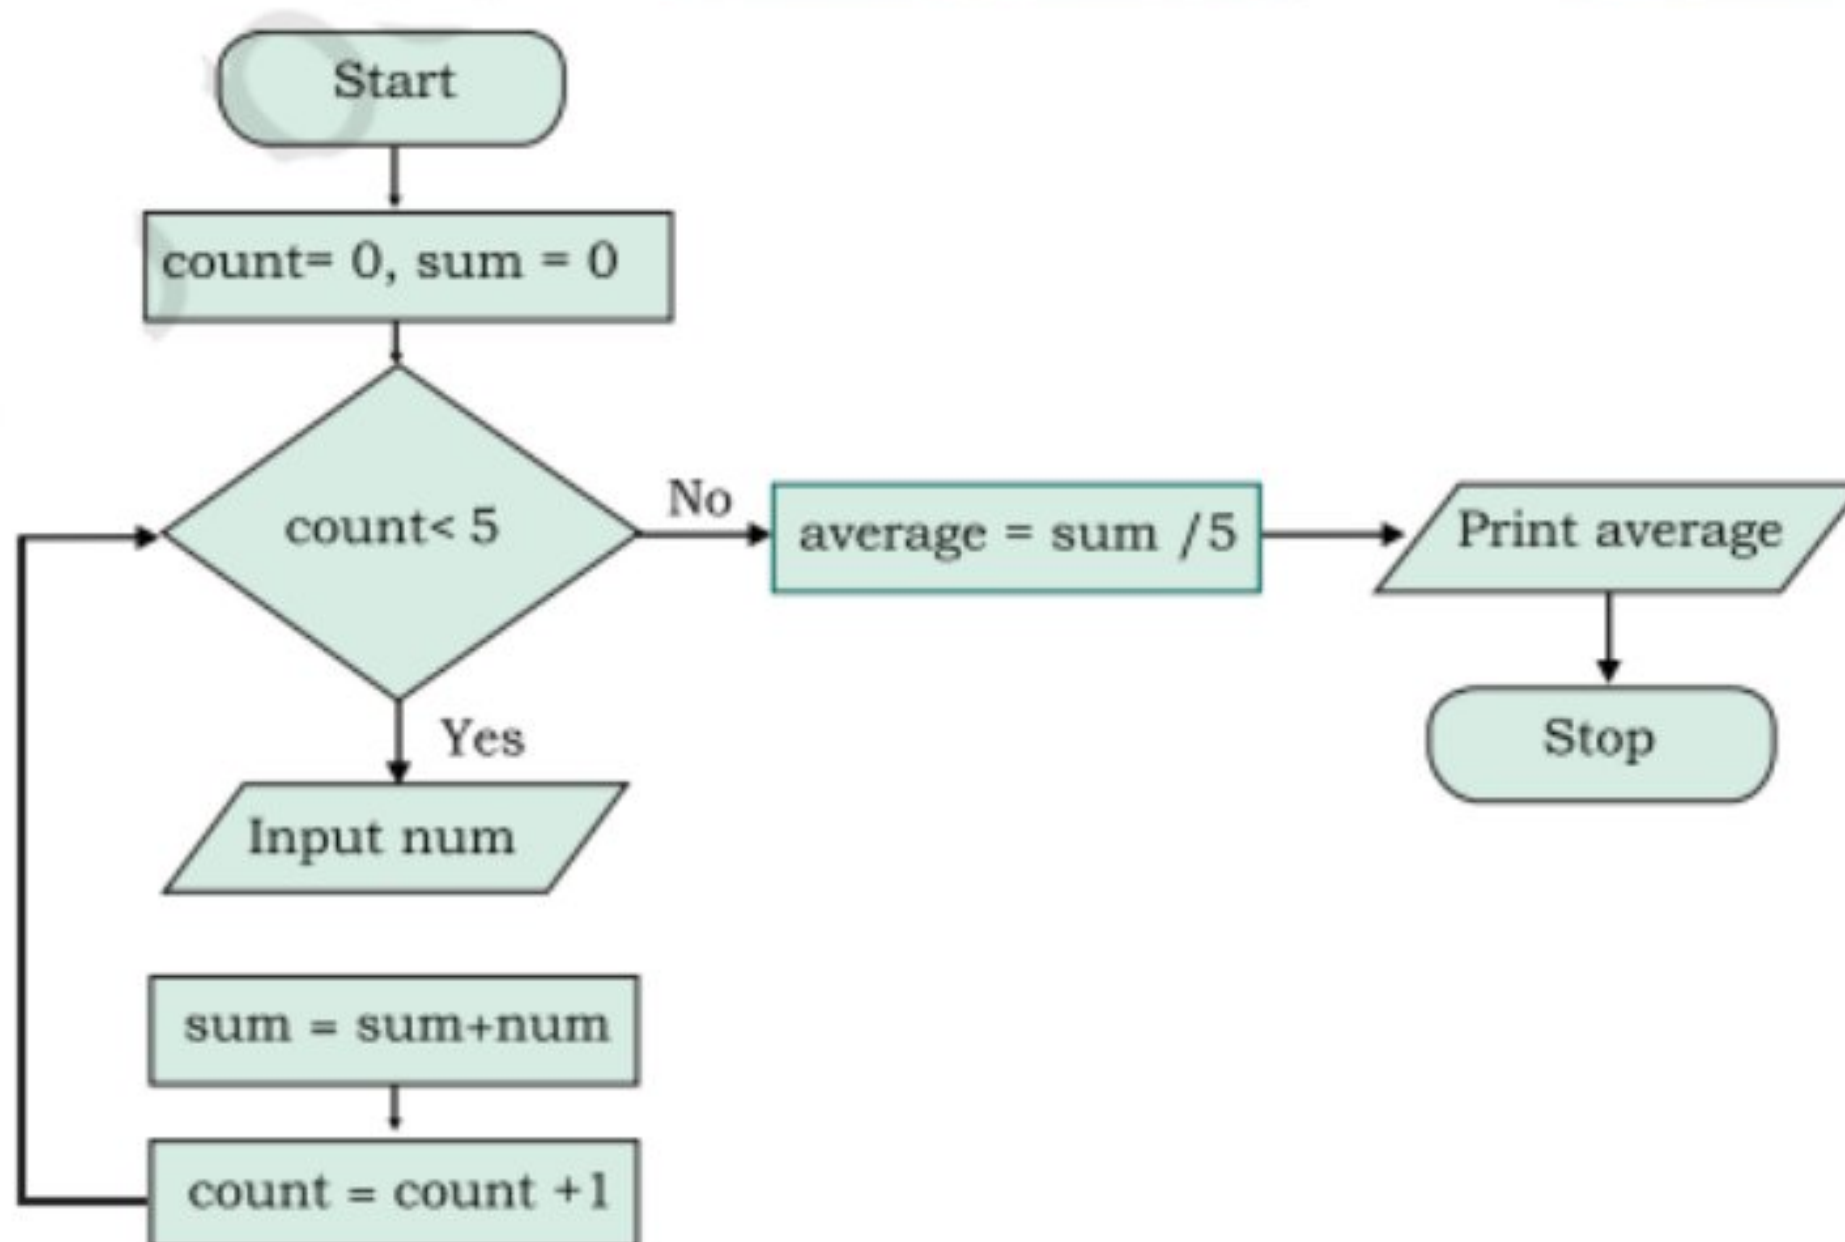 Start
count= 0, sum = 0
count< 5
No
average = sum /5
Print average
Yes
Stop
Input num
sum = sum+num
count = count +1